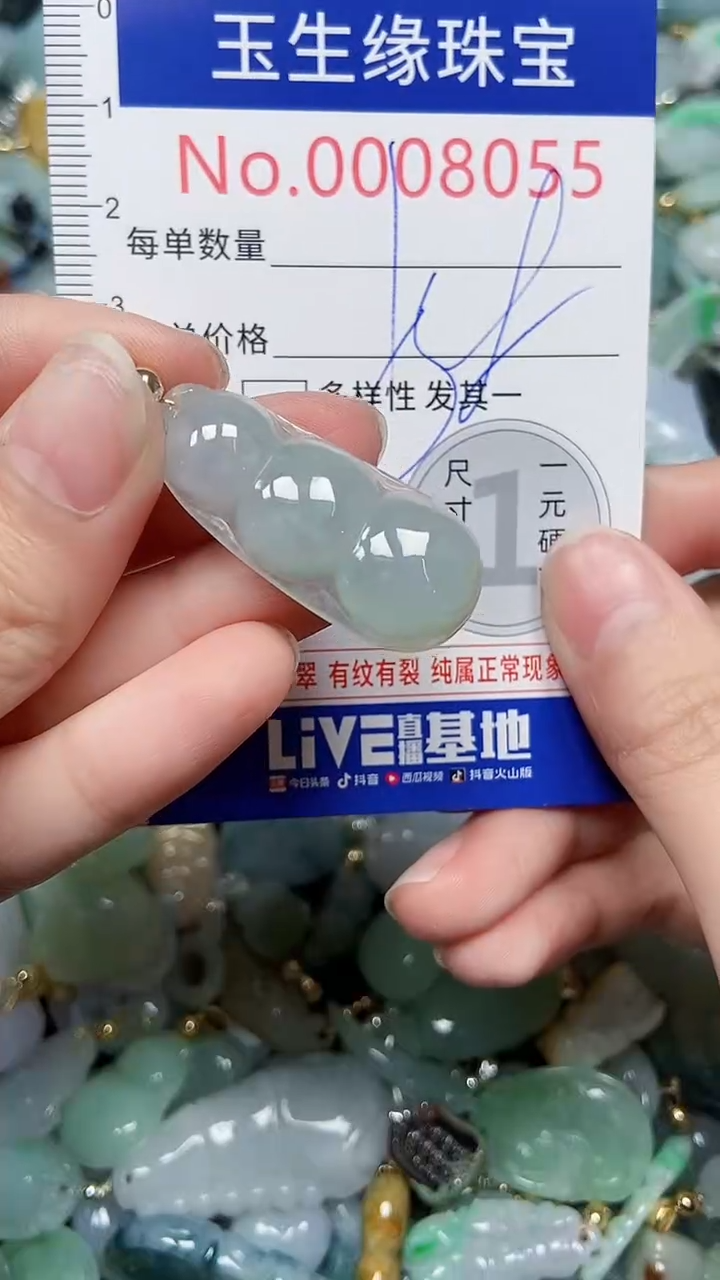 0
玉生缘珠宝
1
No.0008055
2
每单数量
3
单价格
多样性 发其一
尺寸
1
一元硬
翠 有纹有裂 纯属正常现象
LiVE直播基地
今日头条 抖音 西瓜视频 抖音火山版